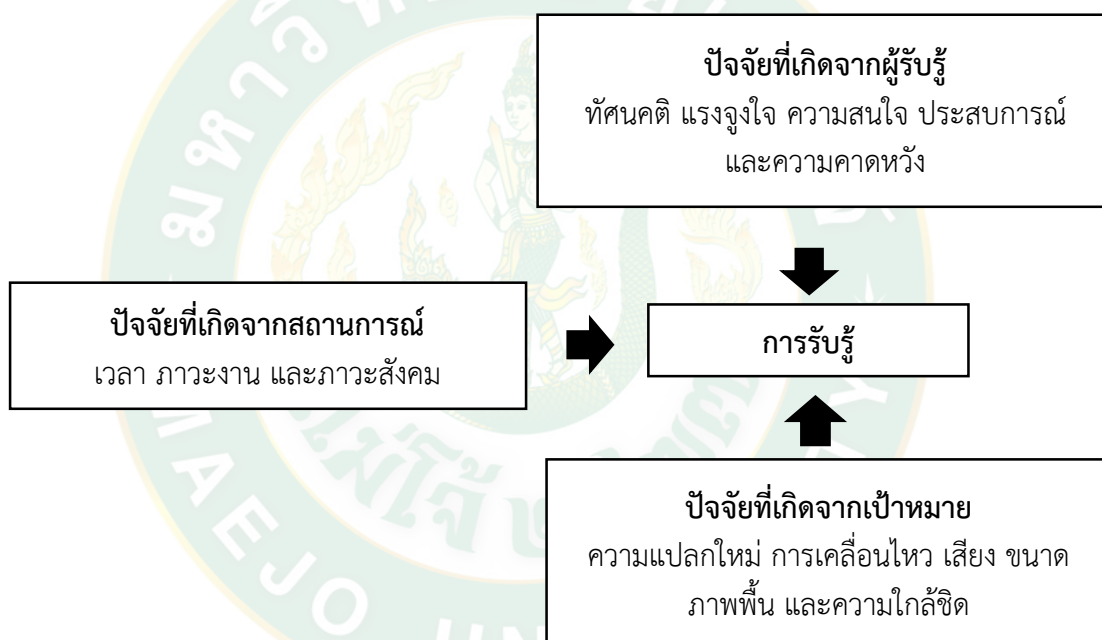 ปัจจัยที่เกิดจากผู้รับรู้
ทัศนคติ แรงจูงใจ ความสนใจ ประสบการณ์
และความคาดหวัง
ปัจจัยที่เกิดจากสถานการณ์
เวลา ภาวะงาน และภาวะสังคม
การรับรู้
ปัจจัยที่เกิดจากเป้าหมาย
ความแปลกใหม่ การเคลื่อนไหว เสียง ขนาด
ภาพพื้น และความใกล้ชิด
MAEJO